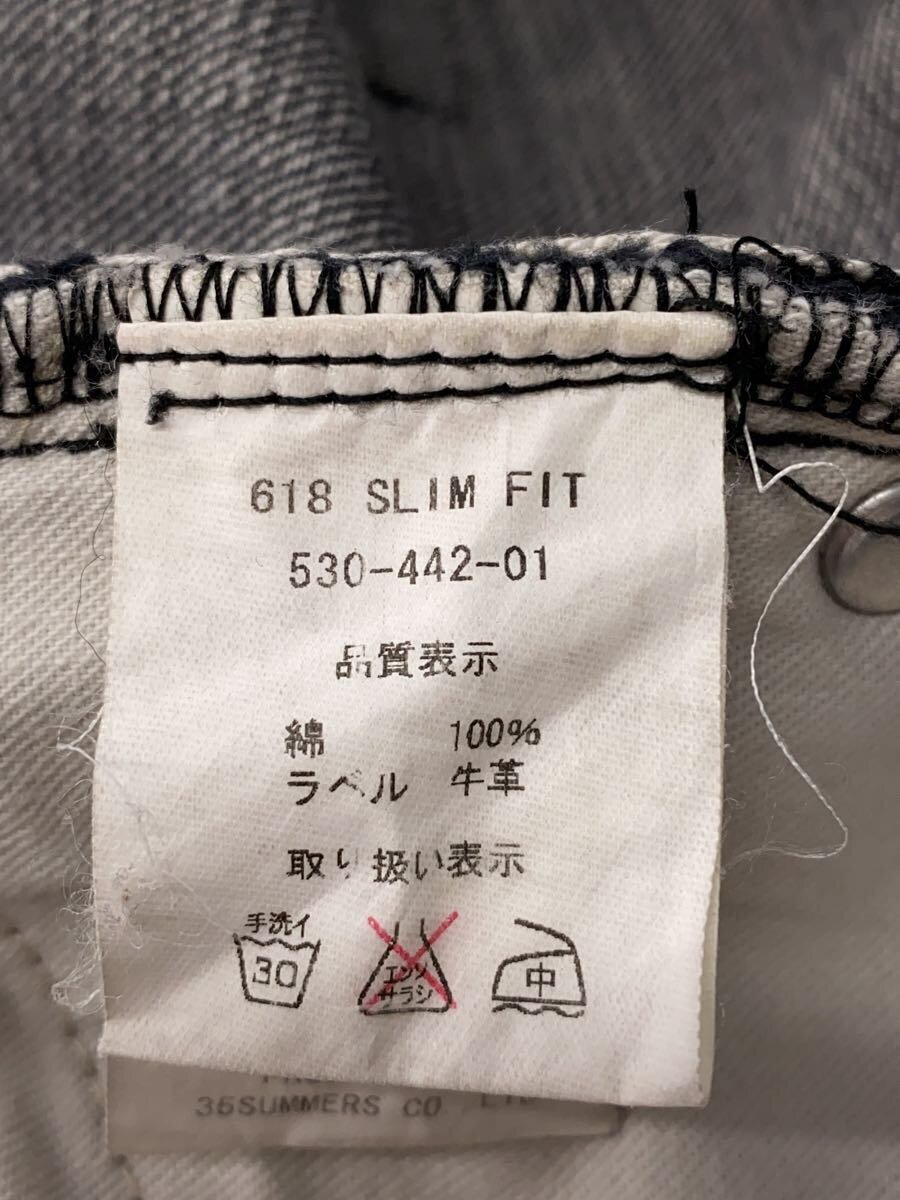 618 SLIM FIT
530-442-01
品質表示
綿 100%
ラベル 牛革
取り扱い表示
手洗イ
30
エンソ
サラシ
中
35SUMMERS CO